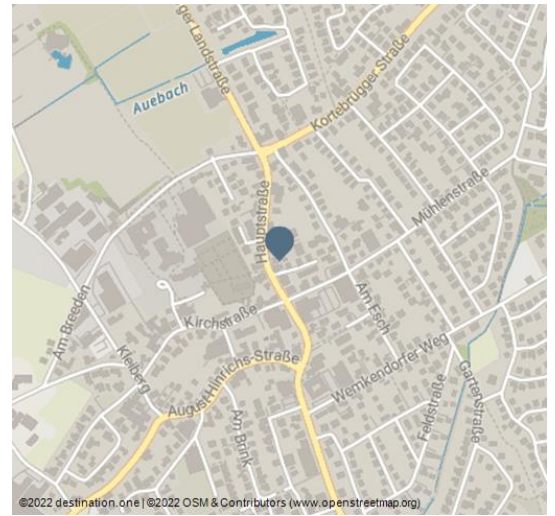 ger Landstraße
Auebach
Kortebrügger Straße
Hauptstraße
Mühlenstraße
Am Breeden
Kirchstraße
Am Esch
Kleiberg
August-Hinrichs-Straße
Wemkendorfer Weg
Am Brink
Feldstraße
Gartenstraße
©2022 destination.one | ©2022 OSM & Contributors (www.openstreetmap.org)